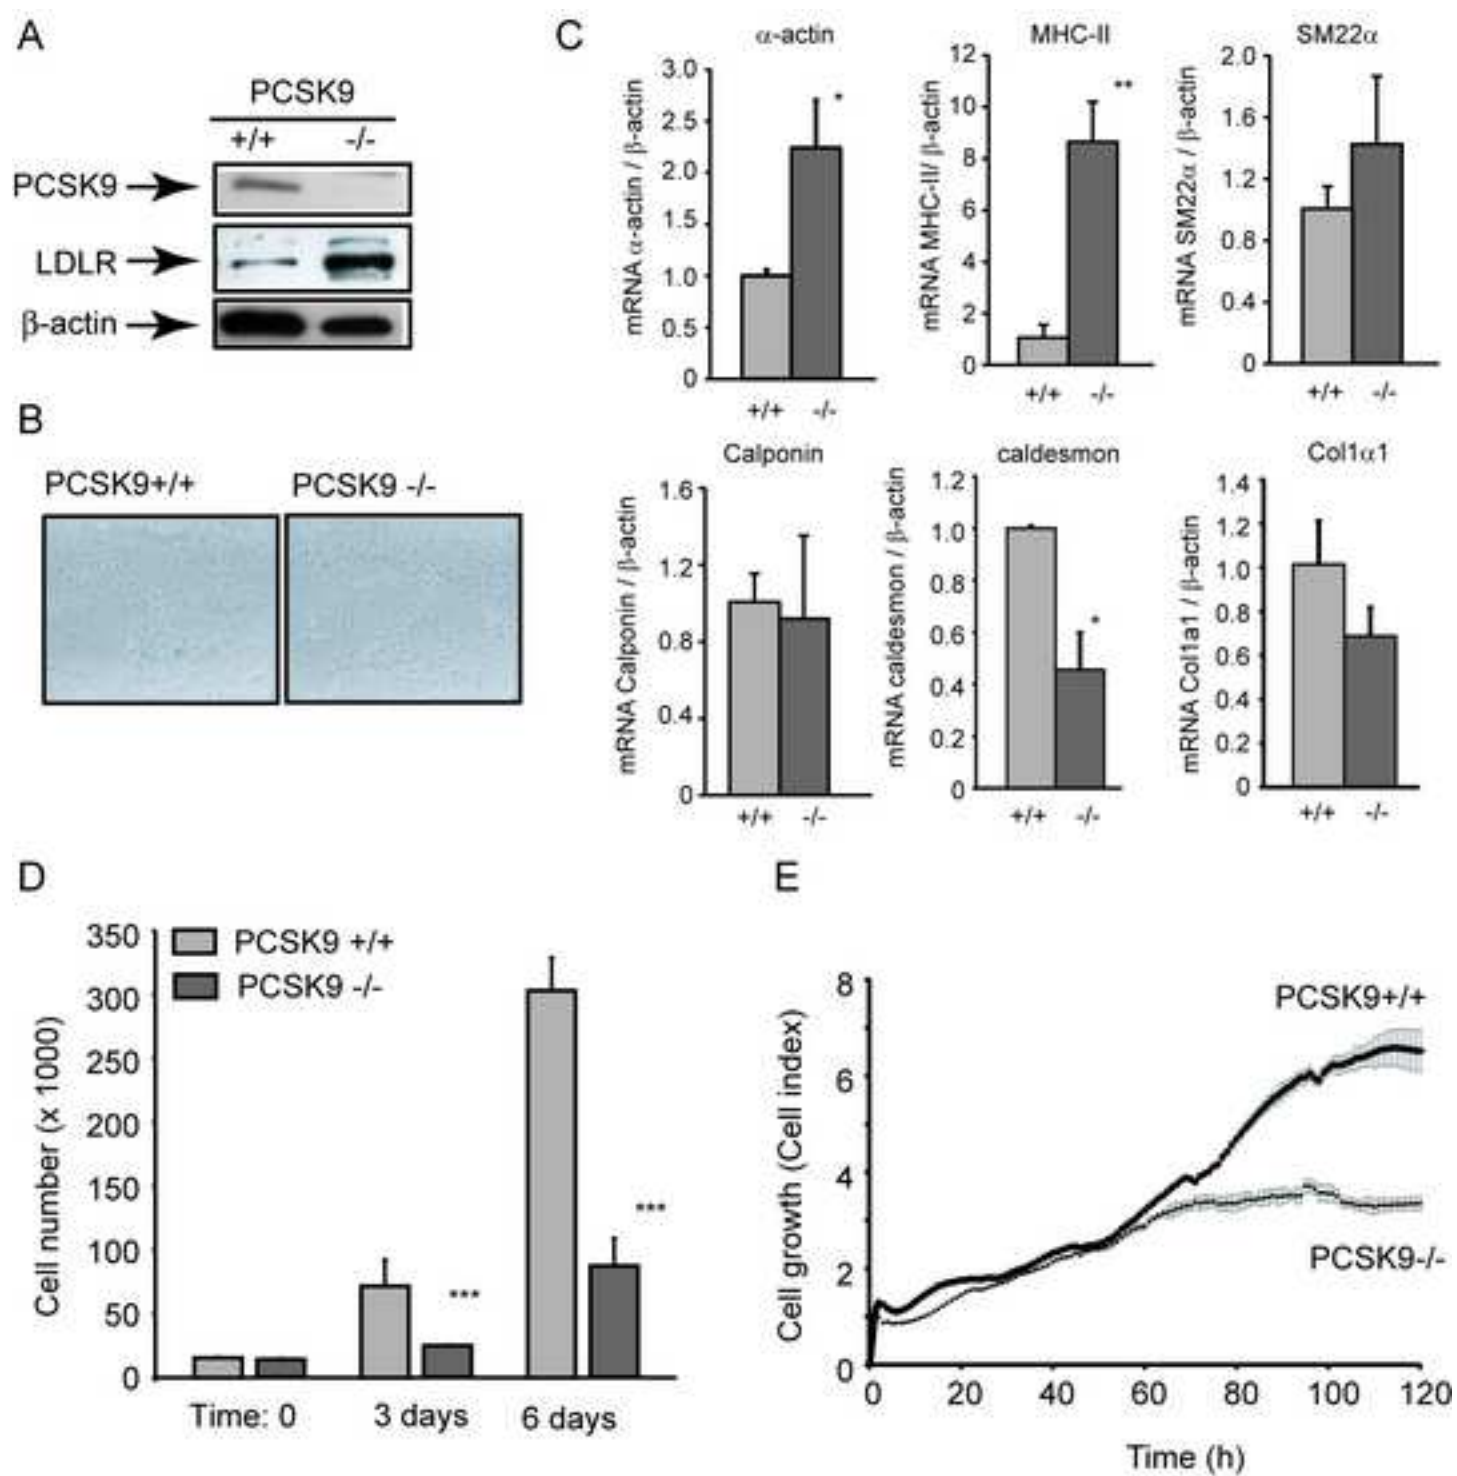 A
PCSK9
+/+ -/-
PCSK9
LDLR
β-actin
B
PCSK9+/+ PCSK9 -/-
C
α-actin
mRNA α-actin / β-actin
3.0
2.5
2.0
1.5
1.0
0.5
0
*
+/+ -/-
MHC-II
mRNA MHC-II/ β-actin
12
10
8
6
4
2
0
**
+/+ -/-
SM22α
mRNA SM22α / β-actin
2.0
1.6
1.2
0.8
0.4
0
+/+ -/-
Calponin
mRNA Calponin / β-actin
1.6
1.2
0.8
0.4
0
+/+ -/-
caldesmon
mRNA caldesmon / β-actin
1.2
1.0
0.8
0.6
0.4
0.2
0
*
+/+ -/-
Col1α1
mRNA Col1a1 / β-actin
1.4
1.2
1.0
0.8
0.6
0.4
0.2
0
+/+ -/-
D
Cell number (x 1000)
350
300
250
200
150
100
50
0
PCSK9 +/+
PCSK9 -/-
***
***
Time: 0 3 days 6 days
E
Cell growth (Cell index)
8
6
4
2
0
PCSK9+/+
PCSK9-/-
0 20 40 60 80 100 120
Time (h)